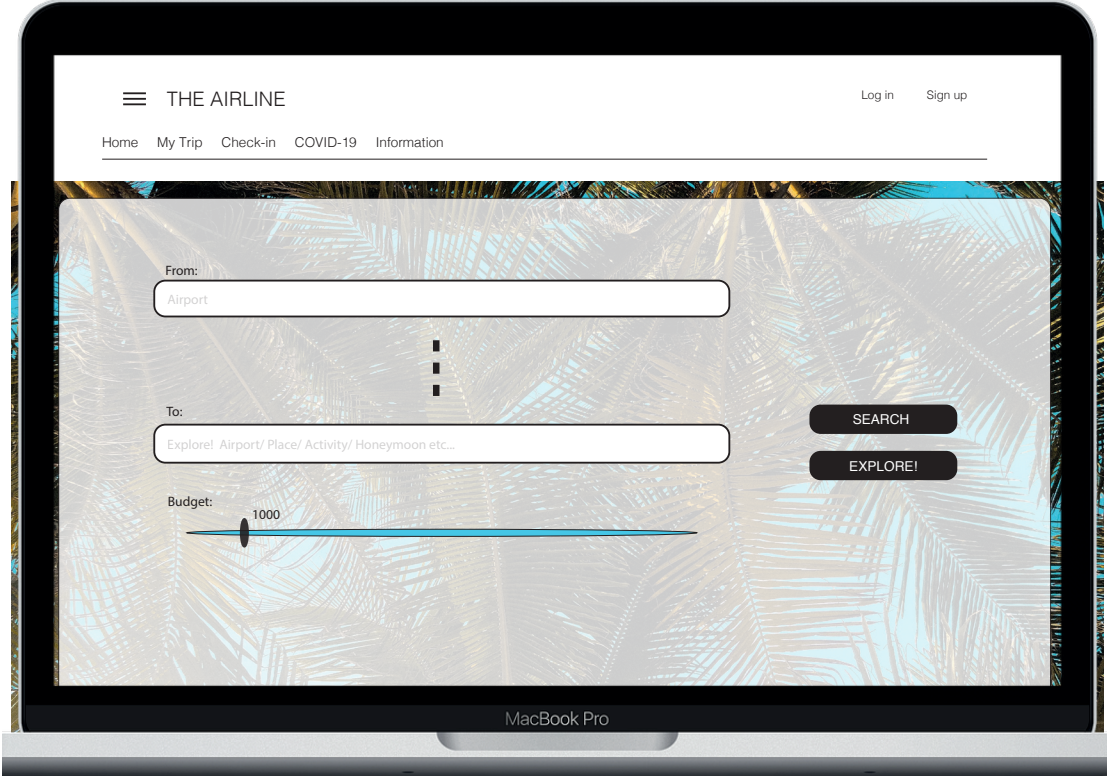 THE AIRLINE
Log in Sign up
Home My Trip Check-in COVID-19 Information
From:
Airport
To:
Explore! Airport/ Place/ Activity/ Honeymoon etc...
SEARCH
EXPLORE!
Budget:
1000
MacBook Pro